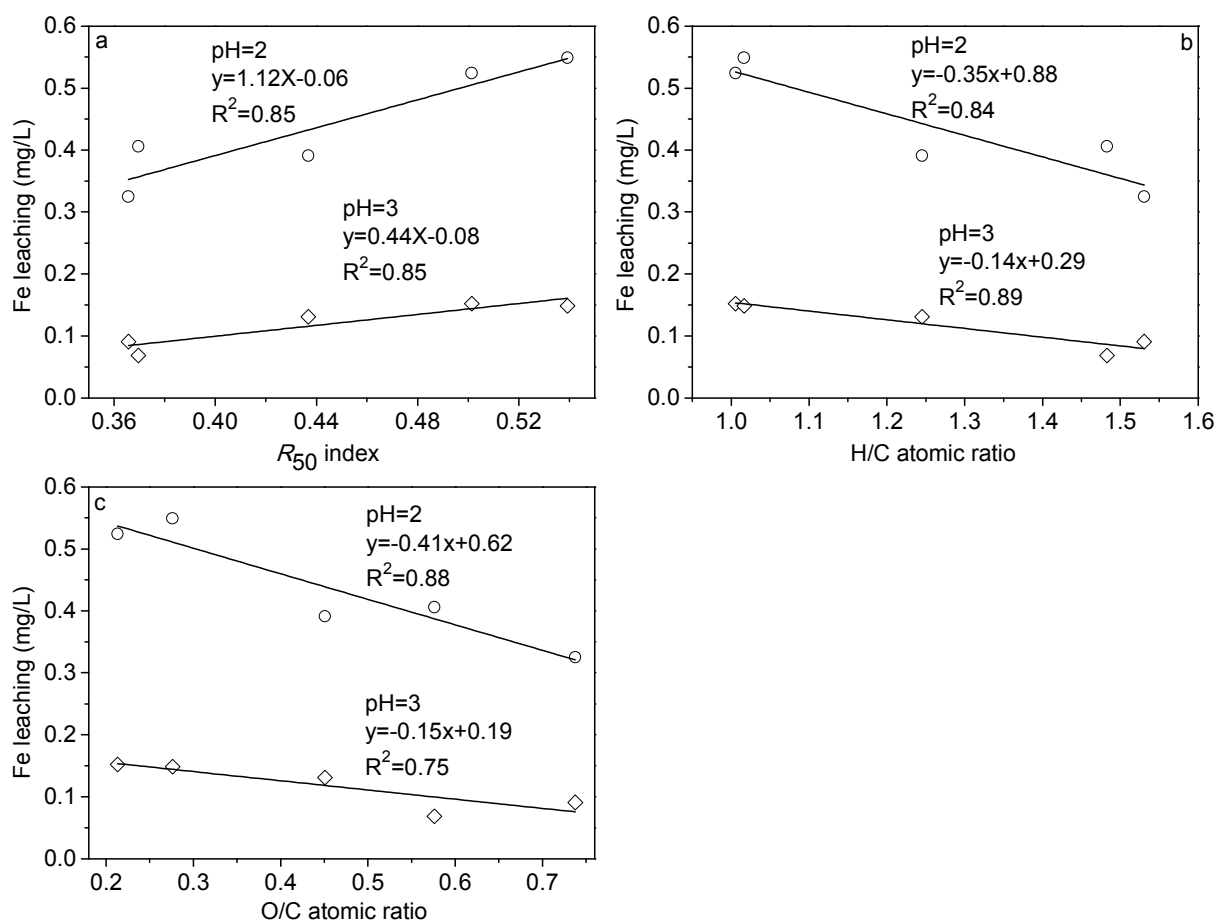 a
0.6
0.5
0.4
0.3
0.2
0.1
0.0
Fe leaching (mg/L)
pH=2
y=1.12X-0.06
R²=0.85
pH=3
y=0.44X-0.08
R²=0.85
0.36 0.40 0.44 0.48 0.52
R50 index
b
0.6
0.5
0.4
0.3
0.2
0.1
0.0
Fe leaching (mg/L)
pH=2
y=-0.35x+0.88
R²=0.84
pH=3
y=-0.14x+0.29
R²=0.89
1.0 1.1 1.2 1.3 1.4 1.5 1.6
H/C atomic ratio
c
0.6
0.5
0.4
0.3
0.2
0.1
0.0
Fe leaching (mg/L)
pH=2
y=-0.41x+0.62
R²=0.88
pH=3
y=-0.15x+0.19
R²=0.75
0.2 0.3 0.4 0.5 0.6 0.7
O/C atomic ratio